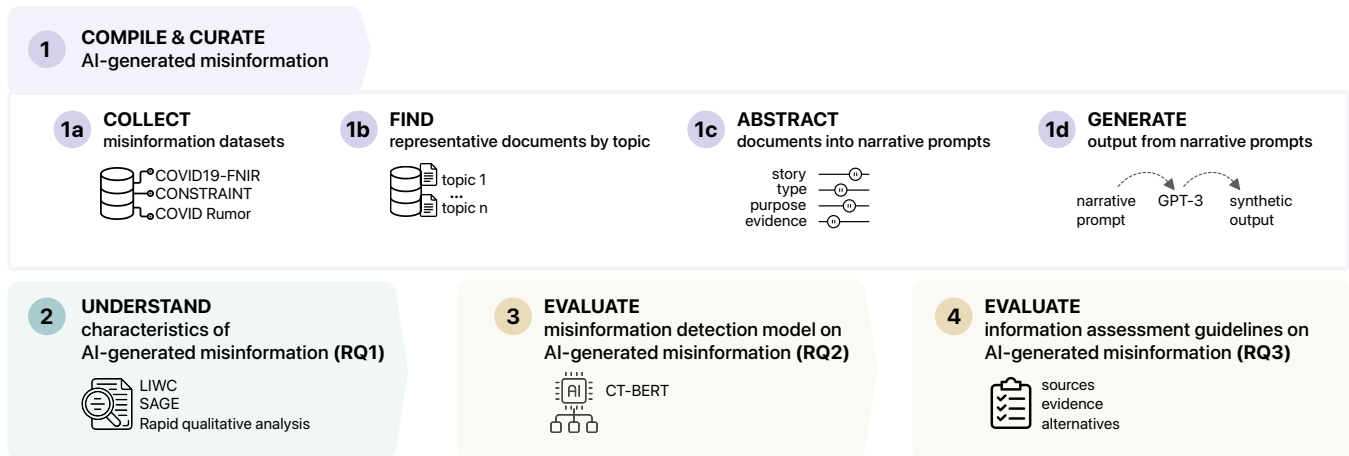 1
COMPILE & CURATE
AI-generated misinformation
1a
COLLECT
misinformation datasets
COVID19-FNIR
CONSTRAINT
COVID Rumor
1b
FIND
representative documents by topic
topic 1
...
topic n
1c
ABSTRACT
documents into narrative prompts
story
type
purpose
evidence
1d
GENERATE
output from narrative prompts
narrative
prompt
GPT-3
synthetic
output
2
UNDERSTAND
characteristics of
AI-generated misinformation (RQ1)
LIWC
SAGE
Rapid qualitative analysis
3
EVALUATE
misinformation detection model on
AI-generated misinformation (RQ2)
AI
CT-BERT
4
EVALUATE
information assessment guidelines on
AI-generated misinformation (RQ3)
sources
evidence
alternatives